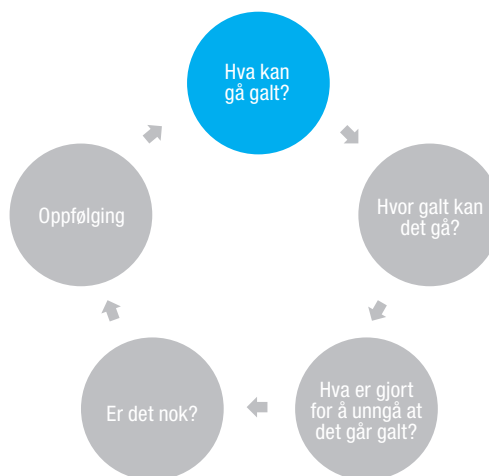 Hva kan
gå galt?
Hvor galt kan
det gå?
Hva er gjort
for å unngå at
det går galt?
Er det nok?
Oppfølging